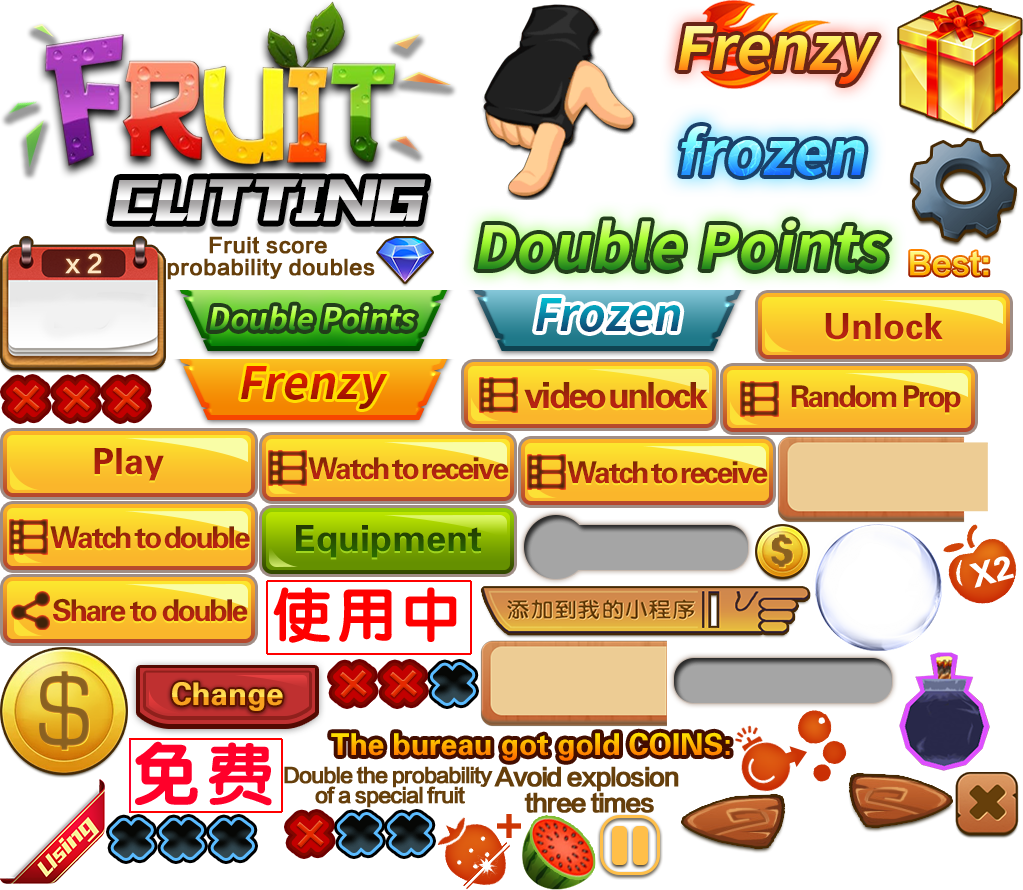 FRUIT
CUTTING
Frenzy
frozen
Double Points
Best:
x 2
Fruit score
probability doubles
Double Points
Frozen
Unlock
Frenzy
video unlock
Random Prop
Play
Watch to receive
Watch to receive
Watch to double
Equipment
$
X2
Share to double
使用中
添加到我的小程序
$
Change
免费
The bureau got gold COINS:
Double the probability
of a special fruit
Avoid explosion
three times
Using